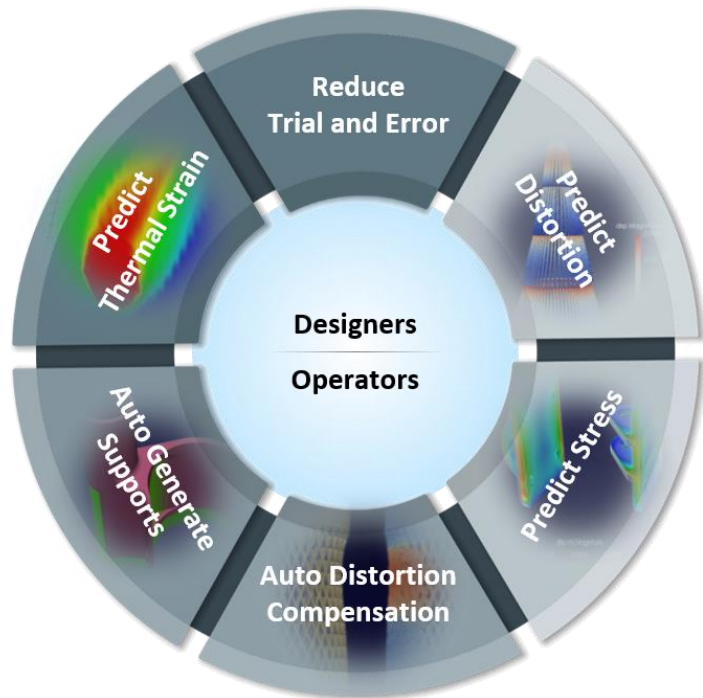 Reduce
Trial and Error
Predict
Distortion
Predict Stress
Auto Distortion
Compensation
Auto Generate
Supports
Predict
Thermal Strain
Designers
Operators